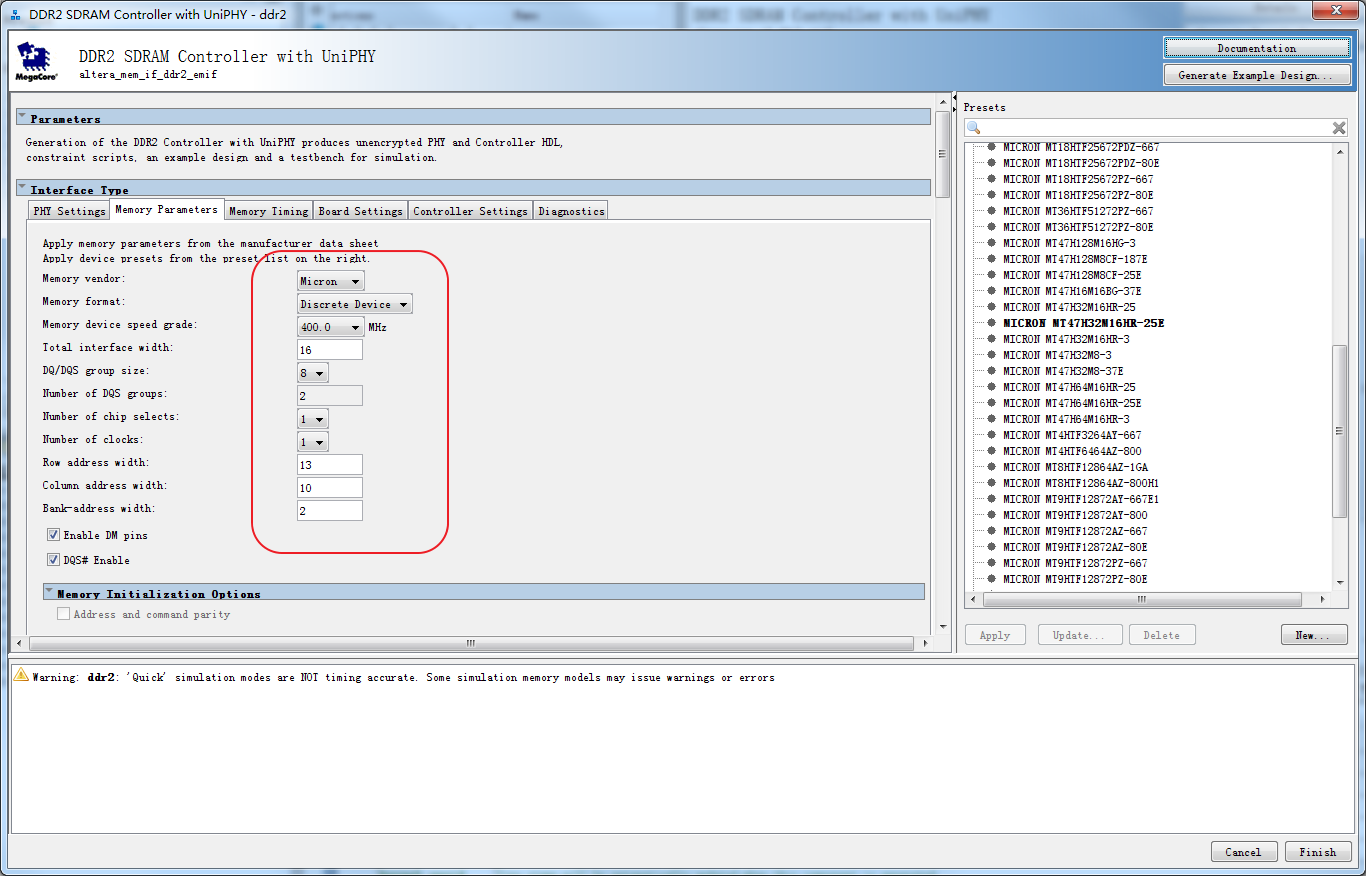 DDR2 SDRAM Controller with UniPHY - ddr2
DDR2 SDRAM Controller with UniPHY
altera_mem_if_ddr2_emif
MegaCore®
Documentation
Generate Example Design...
Parameters
Generation of the DDR2 Controller with UniPHY produces unencrypted PHY and Controller HDL,
constraint scripts, an example design and a testbench for simulation.
Interface Type
PHY Settings Memory Parameters Memory Timing Board Settings Controller Settings Diagnostics
Apply memory parameters from the manufacturer data sheet
Apply device presets from the preset list on the right.
Memory vendor: Micron
Memory format: Discrete Device
Memory device speed grade: 400.0 MHz
Total interface width: 16
DQ/DQS group size: 8
Number of DQS groups: 2
Number of chip selects: 1
Number of clocks: 1
Row address width: 13
Column address width: 10
Bank-address width: 2
Enable DM pins
DQS# Enable
Memory Initialization Options
Address and command parity
Presets
MICRON MT18HTF25672PDZ-667
MICRON MT18HTF25672PDZ-80E
MICRON MT18HTF25672PZ-667
MICRON MT18HTF25672PZ-80E
MICRON MT36HTF51272PZ-667
MICRON MT36HTF51272PZ-80E
MICRON MT47H128M16HG-3
MICRON MT47H128M8CF-187E
MICRON MT47H128M8CF-25E
MICRON MT47H16M16BG-37E
MICRON MT47H32M16HR-25
MICRON MT47H32M16HR-25E
MICRON MT47H32M16HR-3
MICRON MT47H32M8-3
MICRON MT47H32M8-37E
MICRON MT47H64M16HR-25
MICRON MT47H64M16HR-25E
MICRON MT47H64M16HR-3
MICRON MT4HTF3264AY-667
MICRON MT4HTF6464AZ-800
MICRON MT8HTF12864AZ-1GA
MICRON MT8HTF12864AZ-800H1
MICRON MT9HTF12872AY-667E1
MICRON MT9HTF12872AY-800
MICRON MT9HTF12872AZ-667
MICRON MT9HTF12872AZ-80E
MICRON MT9HTF12872PZ-667
MICRON MT9HTF12872PZ-80E
Apply Update... Delete New...
Warning: ddr2: 'Quick' simulation modes are NOT timing accurate. Some simulation memory models may issue warnings or errors
Cancel Finish